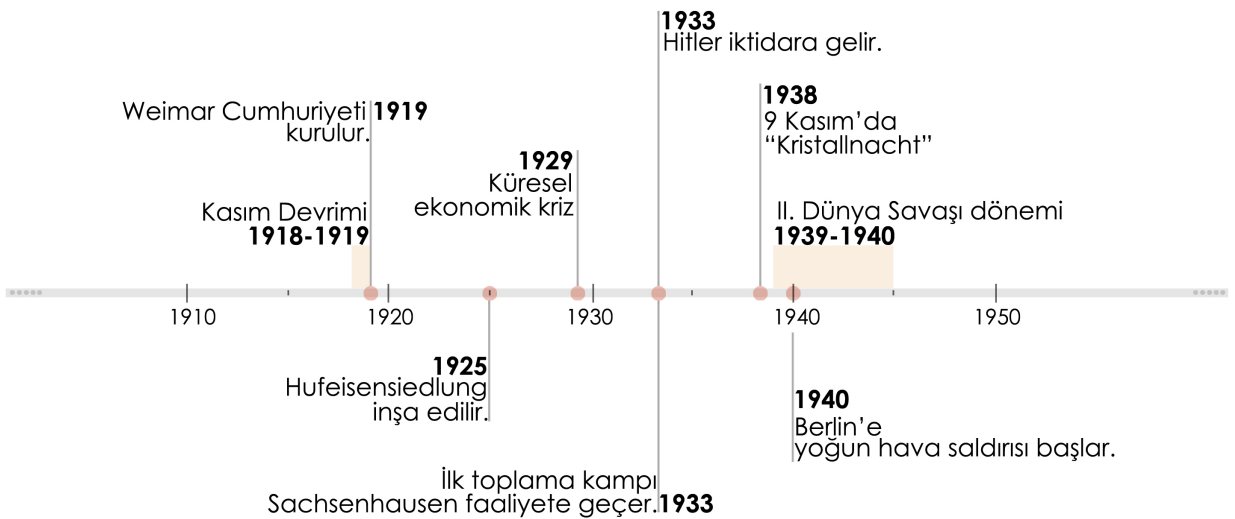 1933
Hitler iktidara gelir.
1938
9 Kasım’da
“Kristallnacht”
Weimar Cumhuriyeti 1919
kurulur.
1929
Küresel
ekonomik kriz
Kasım Devrimi
1918-1919
II. Dünya Savaşı dönemi
1939-1940
1910 1920 1930 1940 1950
1925
Hufeisensiedlung
inşa edilir.
1940
Berlin’e
yoğun hava saldırısı başlar.
İlk toplama kampı
Sachsenhausen faaliyete geçer. 1933